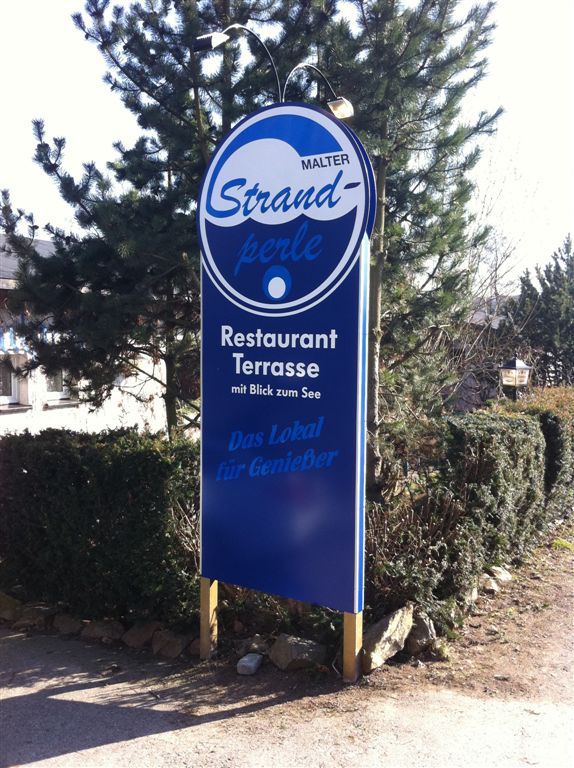 MALTER
Strand-
perle
Restaurant
Terrasse
mit Blick zum See
Das Lokal
für Genießer